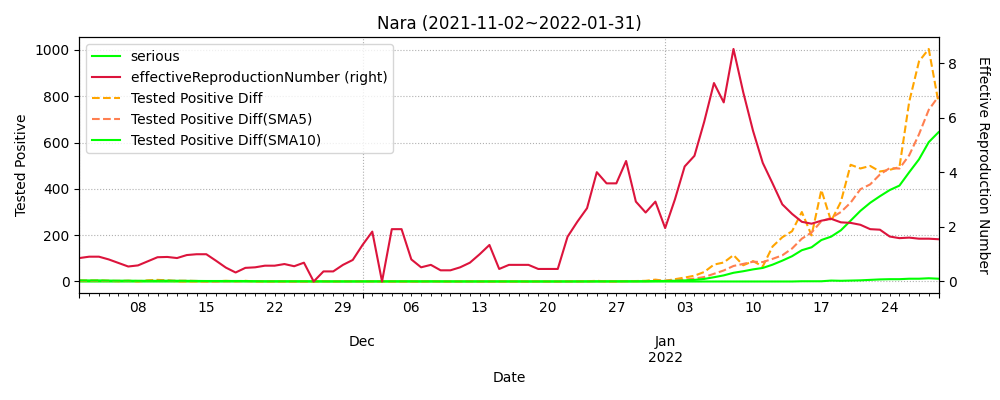 Nara (2021-11-02~2022-01-31)
serious
effectiveReproductionNumber (right)
Tested Positive Diff
Tested Positive Diff(SMA5)
Tested Positive Diff(SMA10)
Tested Positive
1000
800
600
400
200
0
8
6
4
2
0
Effective Reproduction Number
08 15 22 29 06 13 20 27 03 10 17 24
Dec Jan
2022
Date